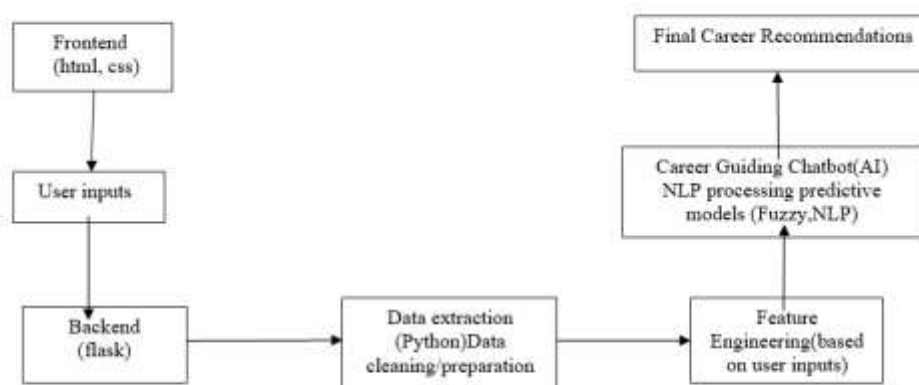 Frontend
(html, css)
User inputs
Backend
(flask)
Data extraction
(Python)Data
cleaning/preparation
Feature
Engineering(based
on user inputs)
Career Guiding Chatbot(AI)
NLP processing predictive
models (Fuzzy,NLP)
Final Career Recommendations